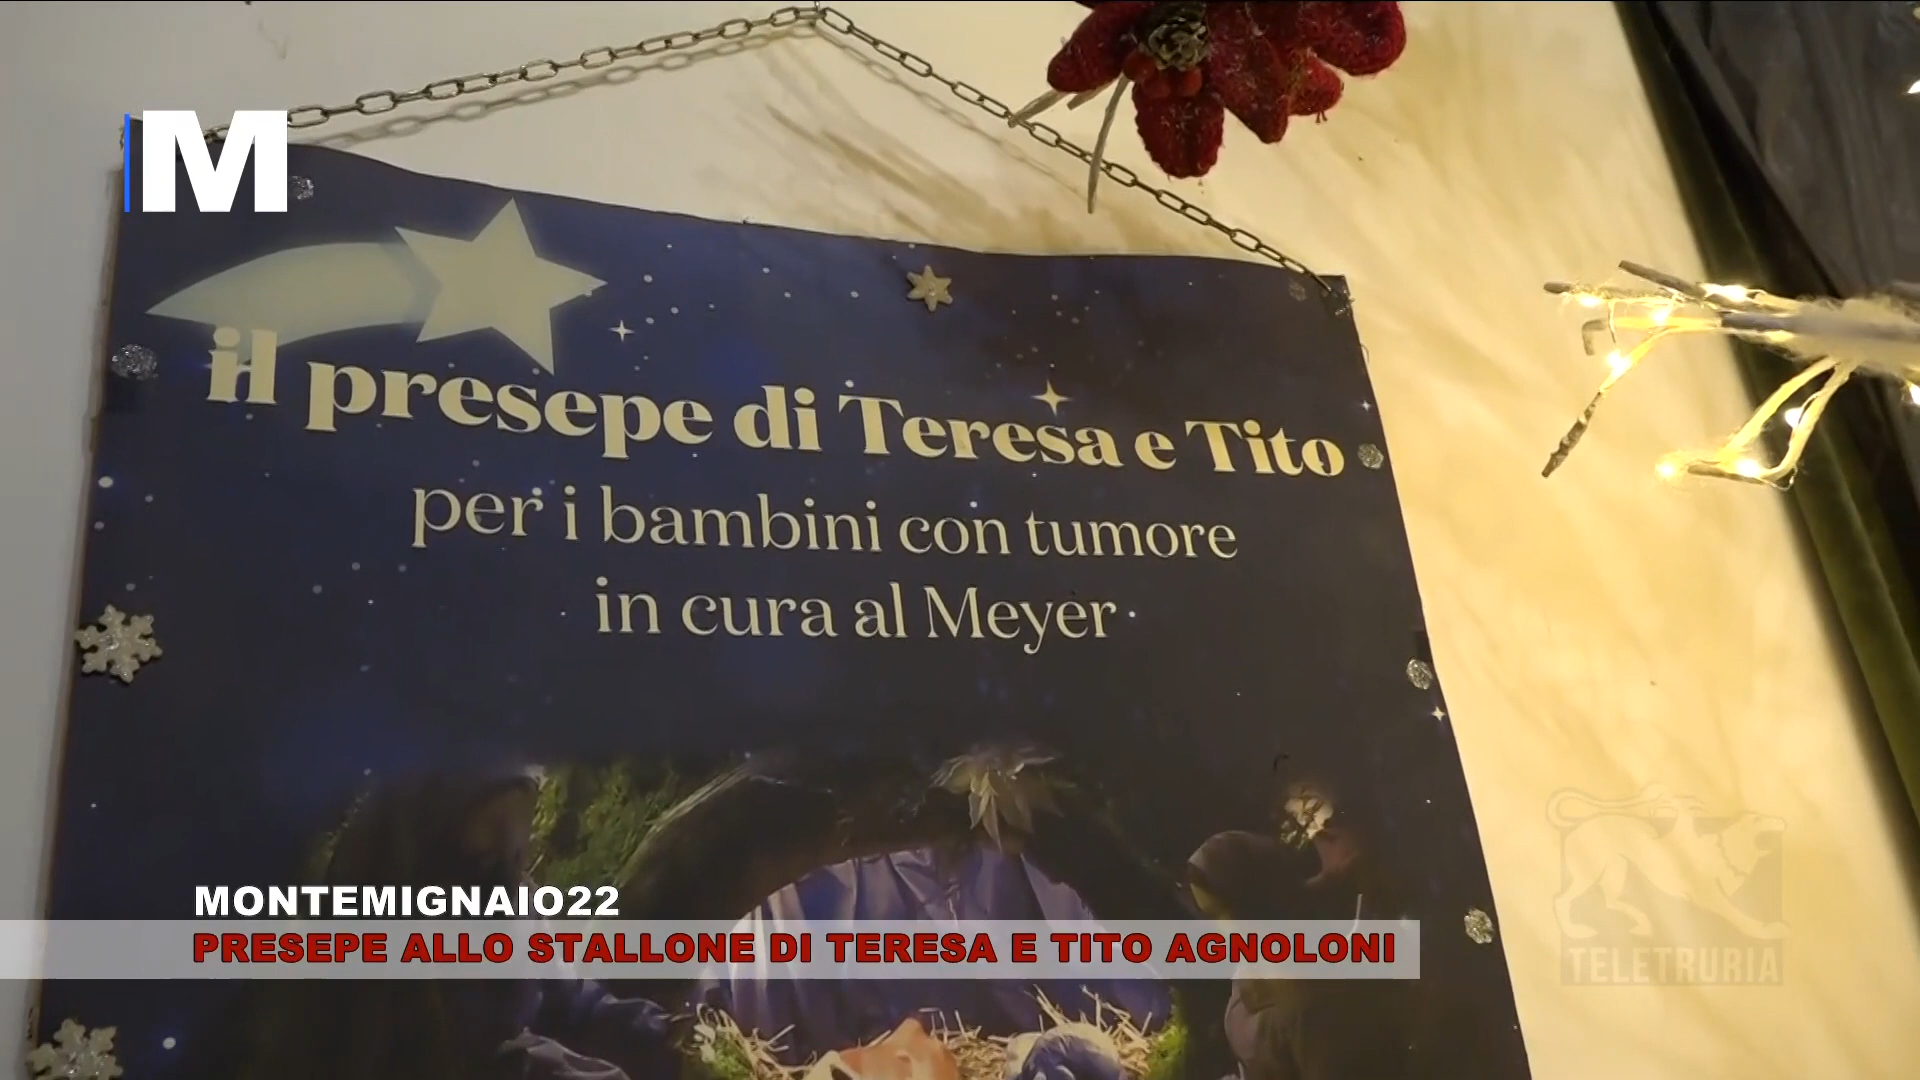 M
il presepe di Teresa e Tito
per i bambini con tumore
in cura al Meyer
MONTEMIGNAIO22
PRESEPE ALLO STALLONE DI TERESA E TITO AGNOLONI
TELETRURIA